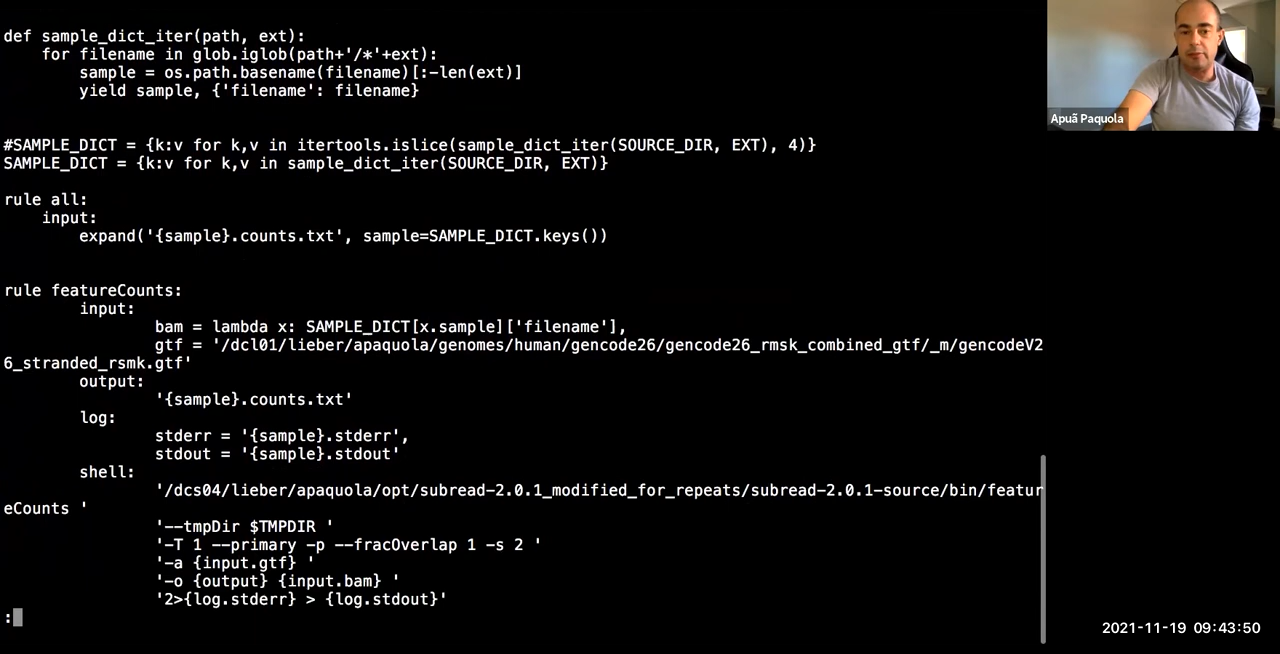 def sample_dict_iter(path, ext):
    for filename in glob.iglob(path+'/*'+ext):
        sample = os.path.basename(filename)[:-len(ext)]
        yield sample, {'filename': filename}
#SAMPLE_DICT = {k:v for k,v in itertools.islice(sample_dict_iter(SOURCE_DIR, EXT), 4)}
SAMPLE_DICT = {k:v for k,v in sample_dict_iter(SOURCE_DIR, EXT)}
rule all:
    input:
        expand('{sample}.counts.txt', sample=SAMPLE_DICT.keys())
rule featureCounts:
        input:
                bam = lambda x: SAMPLE_DICT[x.sample]['filename'],
                gtf = '/dcl01/lieber/apaquola/genomes/human/gencode26/gencode26_rmsk_combined_gtf/_m/gencodeV2
6_stranded_rsmk.gtf'
        output:
                '{sample}.counts.txt'
        log:
                stderr = '{sample}.stderr',
                stdout = '{sample}.stdout'
        shell:
                '/dcs04/lieber/apaquola/opt/subread-2.0.1_modified_for_repeats/subread-2.0.1-source/bin/featur
eCounts '
                '--tmpDir $TMPDIR '
                '-T 1 --primary -p --fracOverlap 1 -s 2 '
                '-a {input.gtf} '
                '-o {output} {input.bam} '
                '2>{log.stderr} > {log.stdout}'
:
Apuã Paquola
2021-11-19 09:43:50